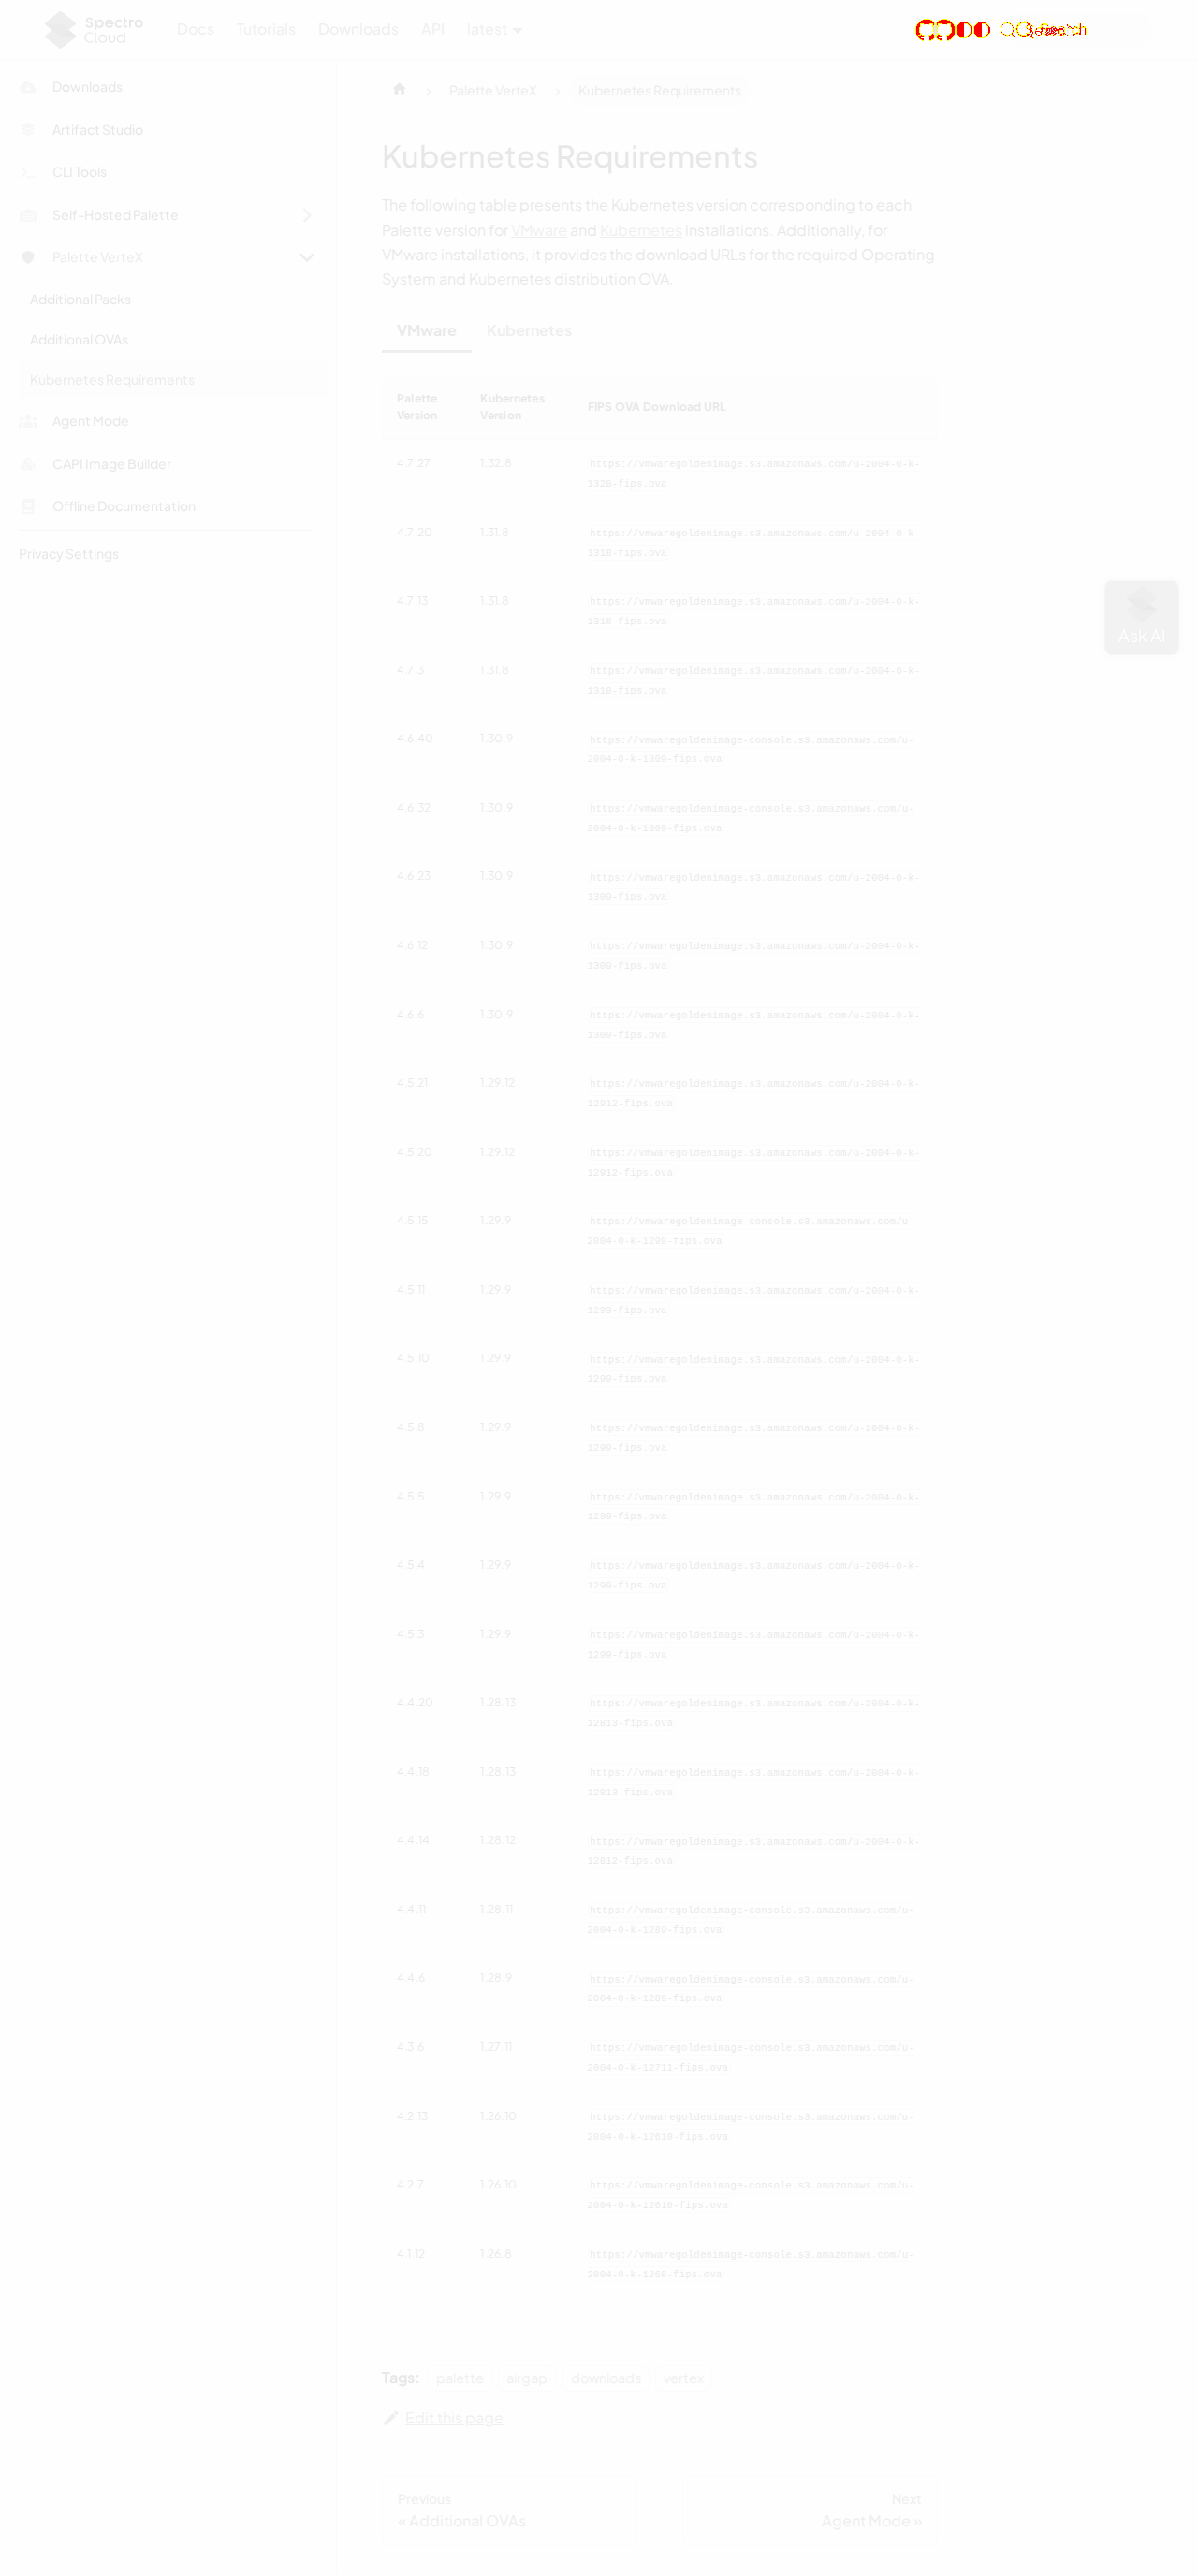 Spectro
Cloud
Docs Tutorials Downloads API latest
Search
Downloads
Artifact Studio
CLI Tools
Self-Hosted Palette
Palette VerteX
Additional Packs
Additional OVAs
Kubernetes Requirements
Agent Mode
CAPI Image Builder
Offline Documentation
Privacy Settings
Palette VerteX
Kubernetes Requirements
Kubernetes Requirements
The following table presents the Kubernetes version corresponding to each
Palette version for VMware and Kubernetes installations. Additionally, for
VMware installations, it provides the download URLs for the required Operating
System and Kubernetes distribution OVA.
VMware Kubernetes
Palette Version Kubernetes Version FIPS OVA Download URL
4.7.27 1.32.8 https://vmwaregoldenimage.s3.amazonaws.com/u-2004-0-k-
1328-fips.ova
4.7.20 1.31.8 https://vmwaregoldenimage.s3.amazonaws.com/u-2004-0-k-
1318-fips.ova
4.7.13 1.31.8 https://vmwaregoldenimage.s3.amazonaws.com/u-2004-0-k-
1318-fips.ova
4.7.3 1.31.8 https://vmwaregoldenimage.s3.amazonaws.com/u-2004-0-k-
1318-fips.ova
4.6.40 1.30.9 https://vmwaregoldenimage-console.s3.amazonaws.com/u-
2004-0-k-1309-fips.ova
4.6.32 1.30.9 https://vmwaregoldenimage-console.s3.amazonaws.com/u-
2004-0-k-1309-fips.ova
4.6.23 1.30.9 https://vmwaregoldenimage.s3.amazonaws.com/u-2004-0-k-
1309-fips.ova
4.6.12 1.30.9 https://vmwaregoldenimage.s3.amazonaws.com/u-2004-0-k-
1309-fips.ova
4.6.6 1.30.9 https://vmwaregoldenimage.s3.amazonaws.com/u-2004-0-k-
1309-fips.ova
4.5.21 1.29.12 https://vmwaregoldenimage.s3.amazonaws.com/u-2004-0-k-
12912-fips.ova
4.5.20 1.29.12 https://vmwaregoldenimage.s3.amazonaws.com/u-2004-0-k-
12912-fips.ova
4.5.15 1.29.9 https://vmwaregoldenimage-console.s3.amazonaws.com/u-
2004-0-k-1299-fips.ova
4.5.11 1.29.9 https://vmwaregoldenimage.s3.amazonaws.com/u-2004-0-k-
1299-fips.ova
4.5.10 1.29.9 https://vmwaregoldenimage.s3.amazonaws.com/u-2004-0-k-
1299-fips.ova
4.5.8 1.29.9 https://vmwaregoldenimage.s3.amazonaws.com/u-2004-0-k-
1299-fips.ova
4.5.5 1.29.9 https://vmwaregoldenimage.s3.amazonaws.com/u-2004-0-k-
1299-fips.ova
4.5.4 1.29.9 https://vmwaregoldenimage.s3.amazonaws.com/u-2004-0-k-
1299-fips.ova
4.5.3 1.29.9 https://vmwaregoldenimage.s3.amazonaws.com/u-2004-0-k-
1299-fips.ova
4.4.20 1.28.13 https://vmwaregoldenimage.s3.amazonaws.com/u-2004-0-k-
12813-fips.ova
4.4.18 1.28.13 https://vmwaregoldenimage.s3.amazonaws.com/u-2004-0-k-
12813-fips.ova
4.4.14 1.28.12 https://vmwaregoldenimage.s3.amazonaws.com/u-2004-0-k-
12812-fips.ova
4.4.11 1.28.11 https://vmwaregoldenimage-console.s3.amazonaws.com/u-
2004-0-k-1289-fips.ova
4.4.6 1.28.9 https://vmwaregoldenimage-console.s3.amazonaws.com/u-
2004-0-k-1289-fips.ova
4.3.6 1.27.11 https://vmwaregoldenimage-console.s3.amazonaws.com/u-
2004-0-k-12711-fips.ova
4.2.13 1.26.10 https://vmwaregoldenimage-console.s3.amazonaws.com/u-
2004-0-k-12610-fips.ova
4.2.7 1.26.10 https://vmwaregoldenimage-console.s3.amazonaws.com/u-
2004-0-k-12610-fips.ova
4.1.12 1.26.8 https://vmwaregoldenimage-console.s3.amazonaws.com/u-
2004-0-k-1268-fips.ova
Ask AI
Tags: palette airgap downloads vertex
Edit this page
Previous
« Additional OVAs
Next
Agent Mode »